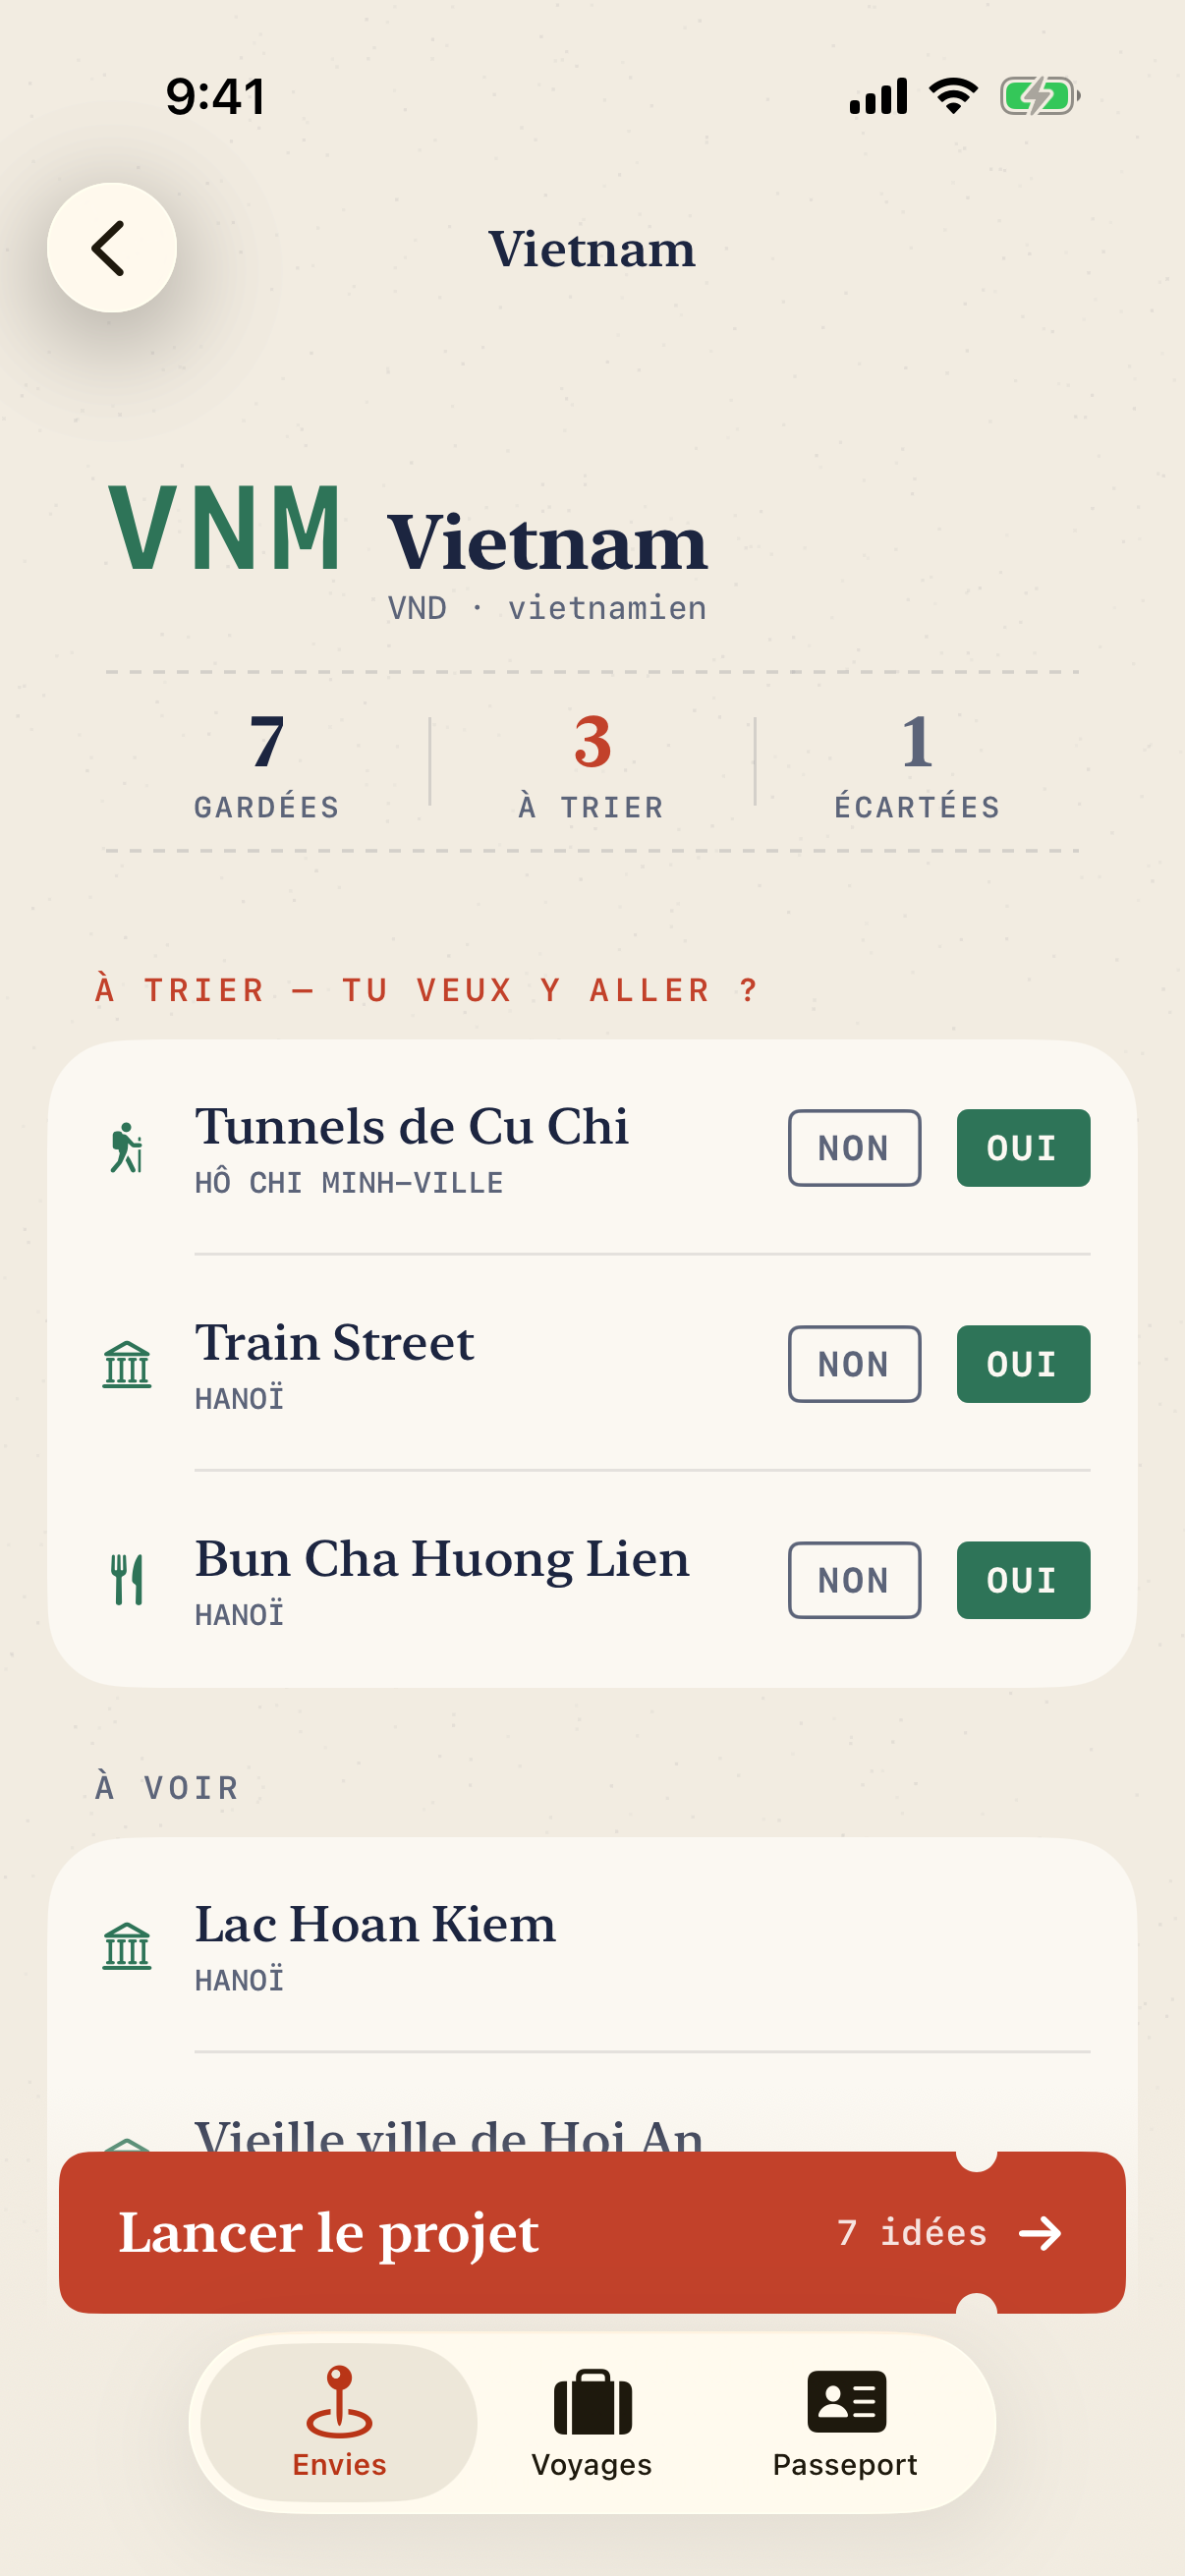 9:41
Vietnam
VNM Vietnam
VND · vietnamien
7 3 1
GARDÉES À TRIER ÉCARTÉES
À TRIER — TU VEUX Y ALLER ?
Tunnels de Cu Chi
HÔ CHI MINH-VILLE
NON OUI
Train Street
HANOÏ
NON OUI
Bun Cha Huong Lien
HANOÏ
NON OUI
À VOIR
Lac Hoan Kiem
HANOÏ
Vieille ville de Hoi An
Lancer le projet 7 idées
Envies Voyages Passeport